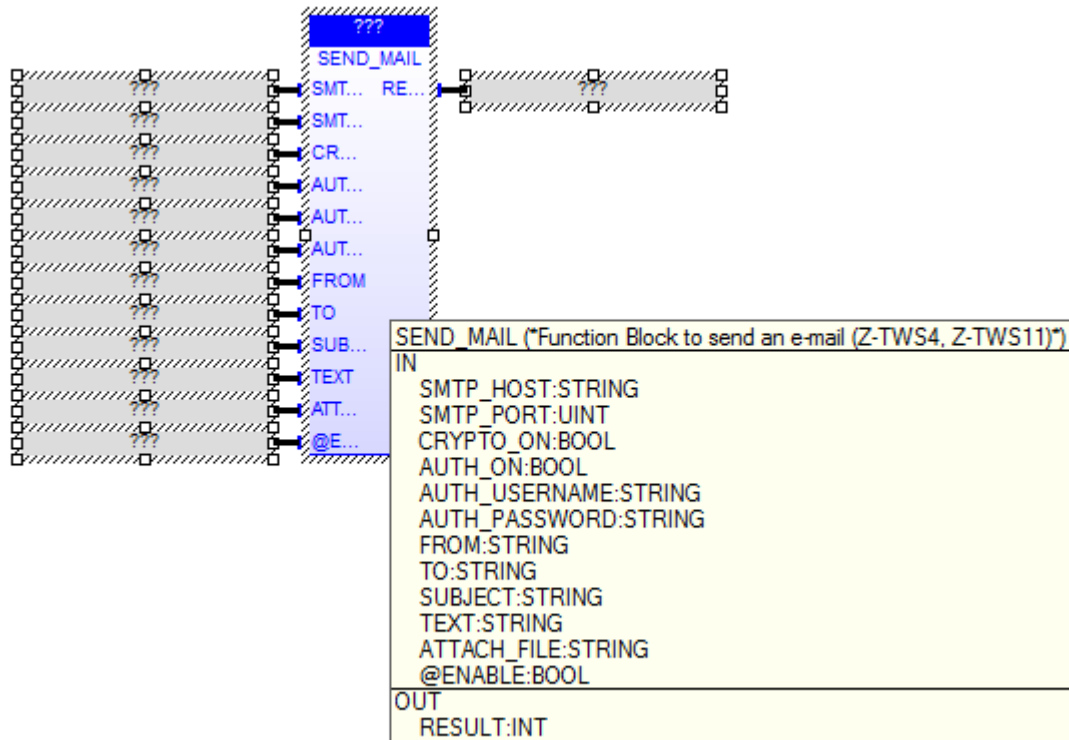 ???
SEND_MAIL
??? SMT... RE... ???
??? SMT...
??? CR...
??? AUT...
??? AUT...
??? AUT...
??? FROM
??? TO
??? SUB...
??? TEXT
??? ATT...
??? @E...
SEND_MAIL (*Function Block to send an e-mail (Z-TWS4, Z-TWS11)*)
IN
SMTP_HOST:STRING
SMTP_PORT:UINT
CRYPTO_ON:BOOL
AUTH_ON:BOOL
AUTH_USERNAME:STRING
AUTH_PASSWORD:STRING
FROM:STRING
TO:STRING
SUBJECT:STRING
TEXT:STRING
ATTACH_FILE:STRING
@ENABLE:BOOL
OUT
RESULT:INT